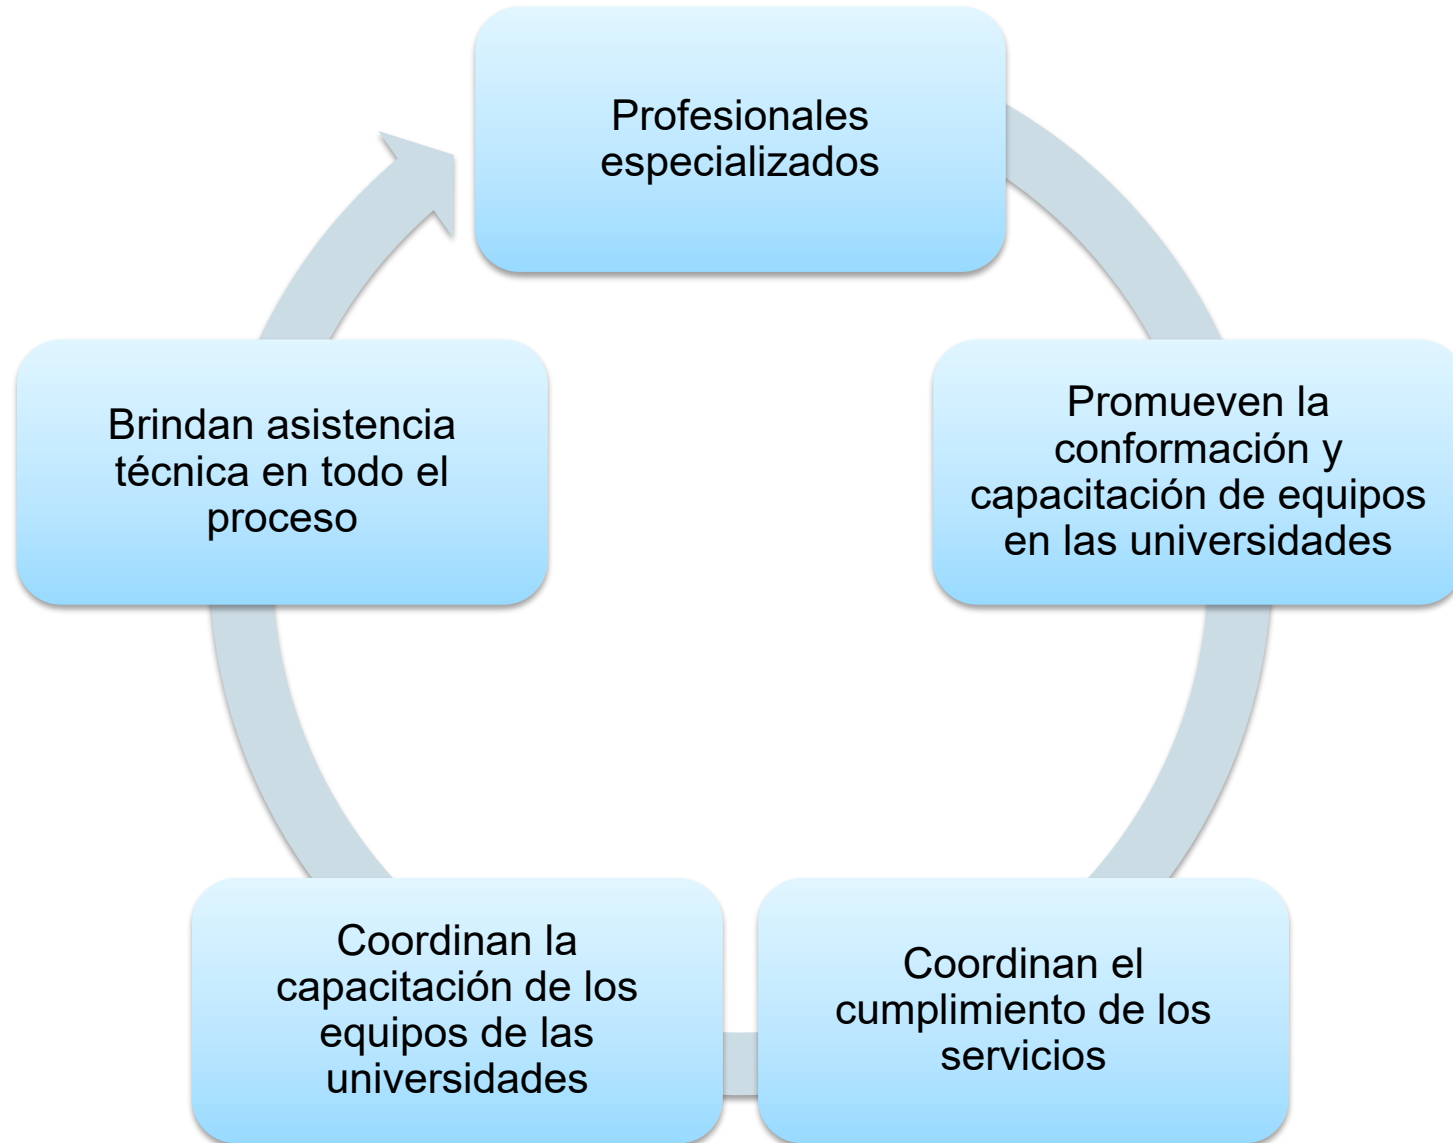 Profesionales
especializados
Promueven la
conformación y
capacitación de equipos
en las universidades
Coordinan el
cumplimiento de los
servicios
Coordinan la
capacitación de los
equipos de las
universidades
Brindan asistencia
técnica en todo el
proceso